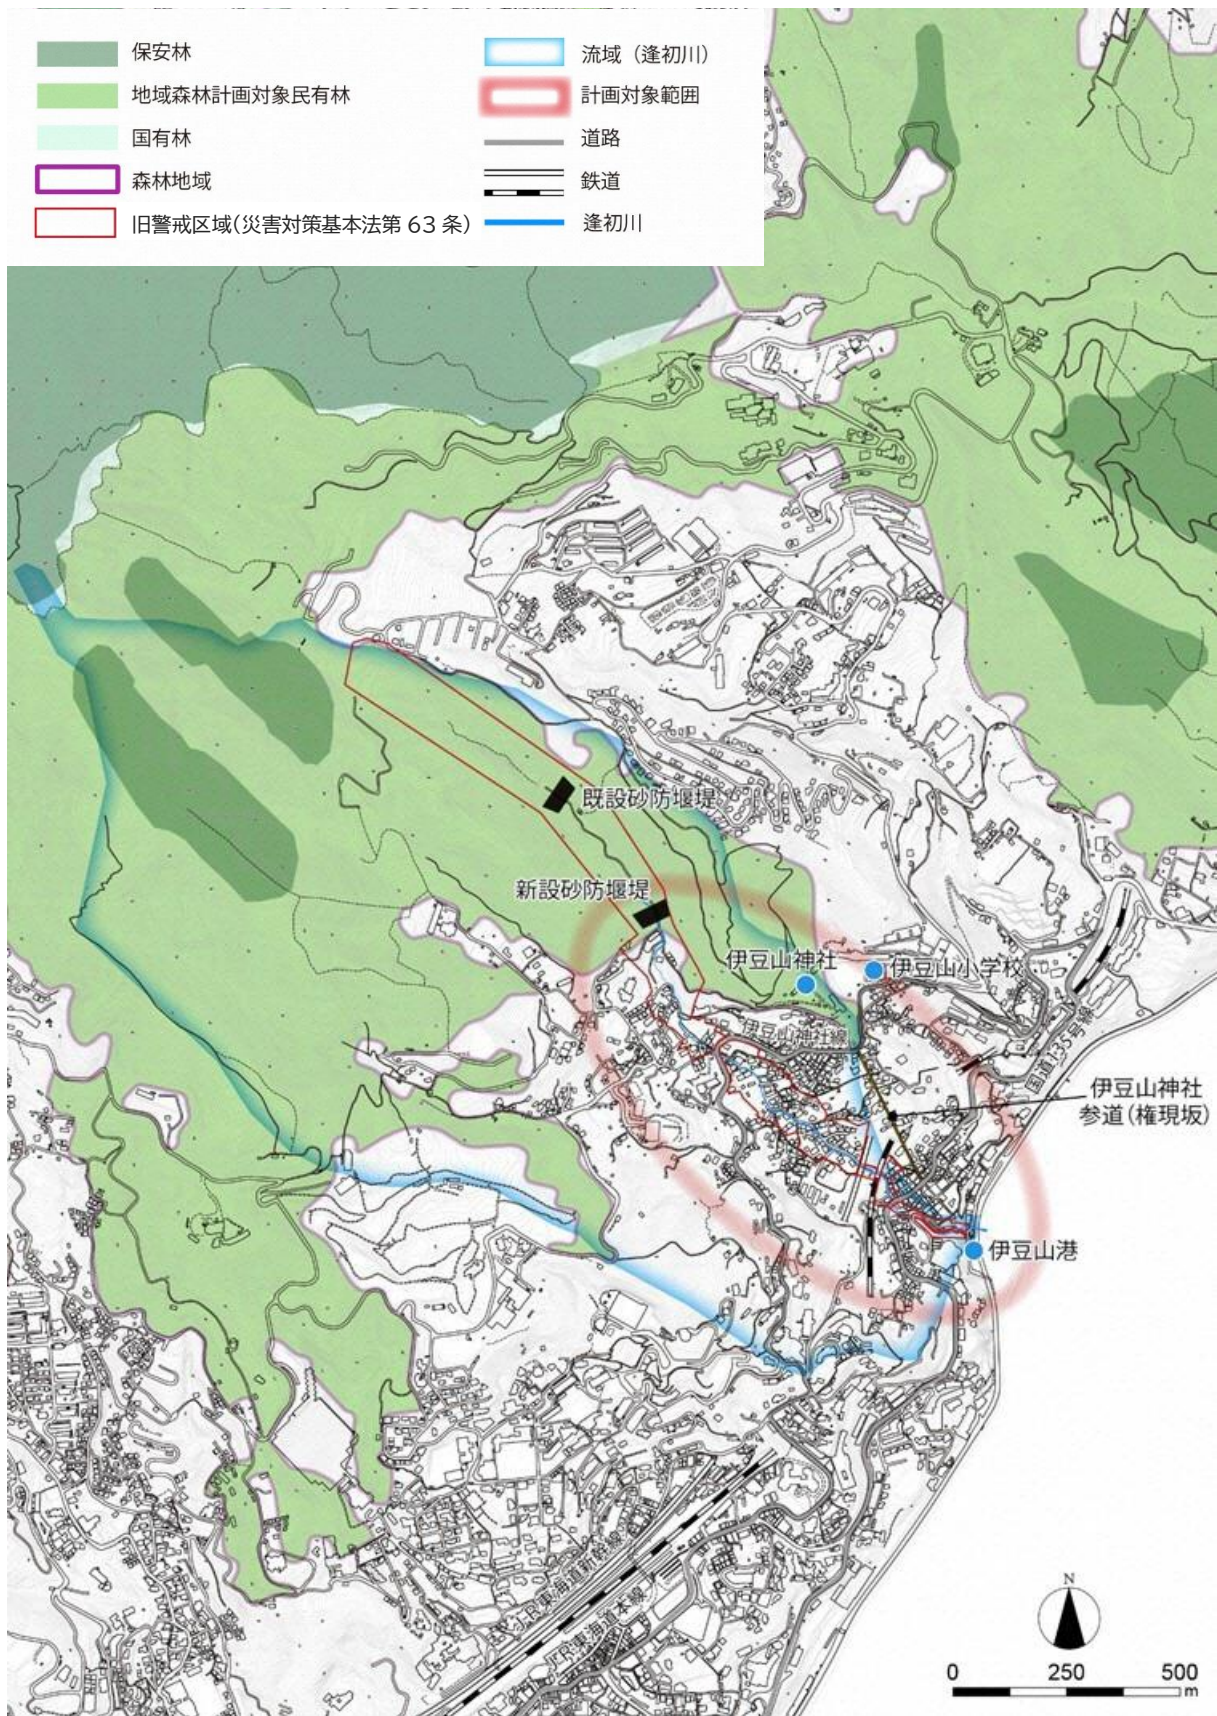 保安林
地域森林計画対象民有林
国有林
森林地域
旧警戒区域(災害対策基本法第 63 条)
流域（逢初川）
計画対象範囲
道路
鉄道
逢初川
既設砂防堰堤
新設砂防堰堤
伊豆山神社
伊豆山小学校
伊豆山神社線
国道135号線
伊豆山神社
参道(権現坂)
伊豆山港
JR東海道新幹線
JR東海道本線
N
0 250 500
m